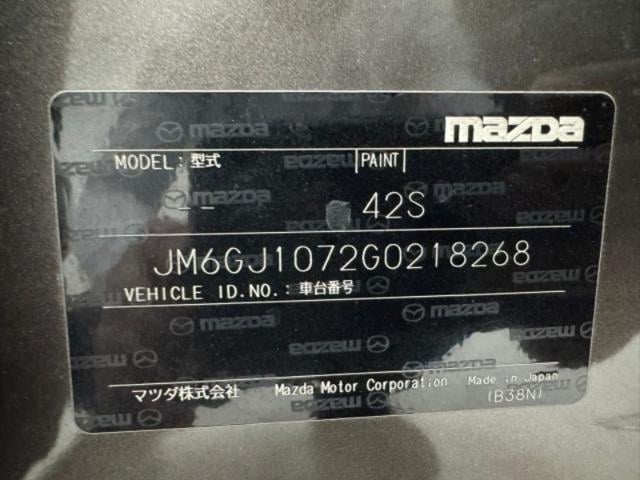 mazda
MODEL:型式 PAINT
-- 42S
JM6GJ1072G0218268
VEHICLE ID.NO.:車台番号
マツダ株式会社 Mazda Motor Corporation Made in Japan
(B38N)